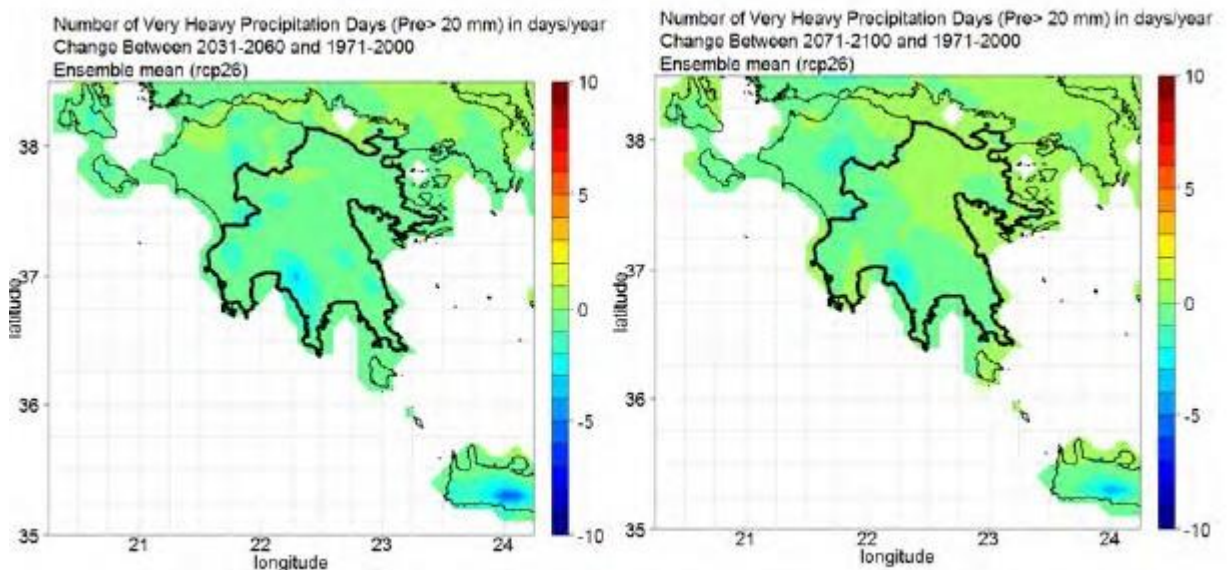 Number of Very Heavy Precipitation Days (Pre> 20 mm) in days/year
Change Between 2031-2060 and 1971-2000
Ensemble mean (rcp26)
10
5
0
-5
-10
38
37
36
35
latitude
21
22
23
24
longitude
Number of Very Heavy Precipitation Days (Pre> 20 mm) in days/year
Change Between 2071-2100 and 1971-2000
Ensemble mean (rcp26)
10
5
0
-5
-10
38
37
36
35
latitude
21
22
23
24
longitude